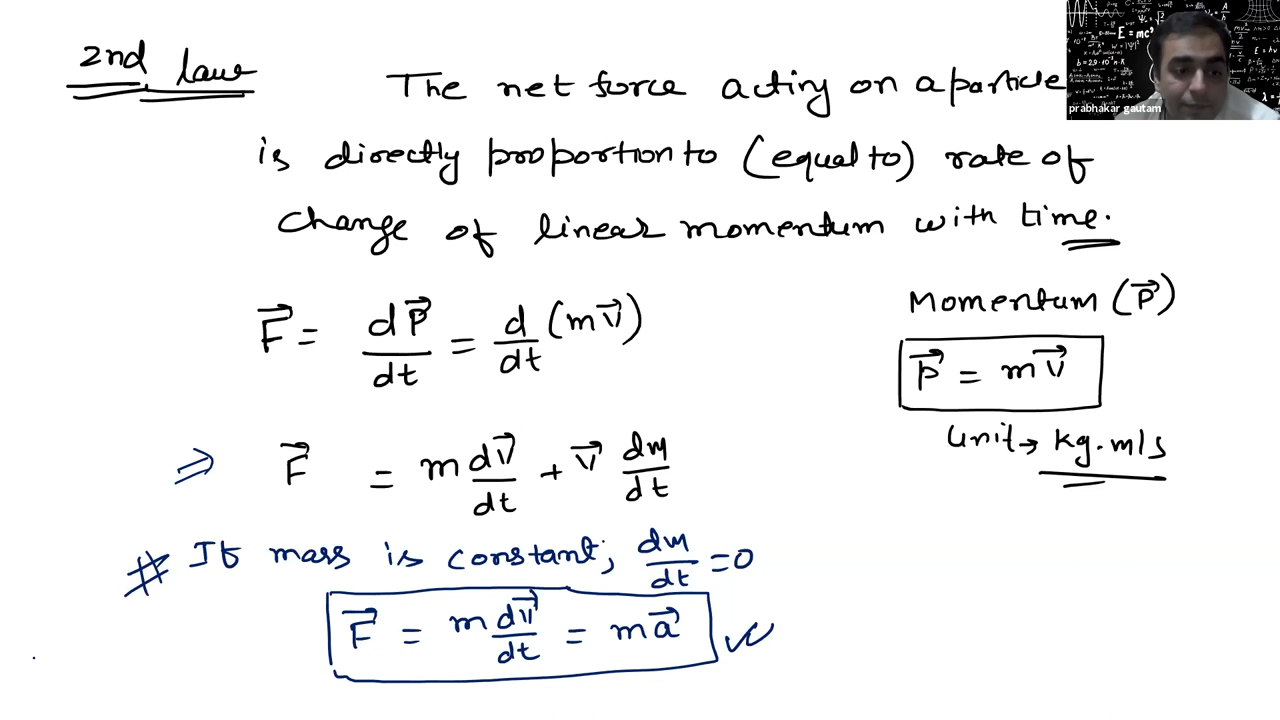 2nd law
The net force acting on a particle
is directly proportion to (equal to) rate of
change of linear momentum with time.
F⃗ = dP⃗/dt = d/dt (mV⃗)
Momentum (P⃗)
P⃗ = mV⃗
Unit → kg.m/s
⇒ F⃗ = m dV⃗/dt + V⃗ dm/dt
# If mass is constant; dm/dt = 0
F⃗ = m dV⃗/dt = ma⃗
prabhakar gautam
E = mc²